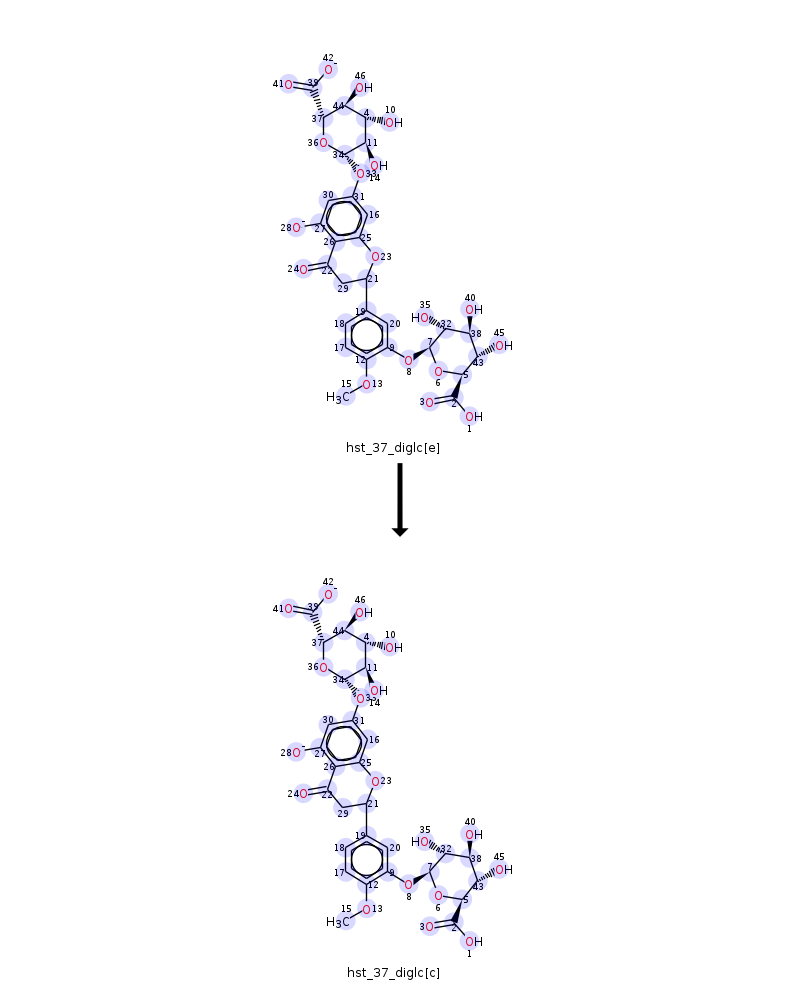 42
41 O O-
39 46
OH
44 10
37 4 OH
36 O 11
34 OH
O 33 14
30 31
16
28 O- 27
26 25
O 23
24 O 22 21
29
40
35 OH
19 HO 32
18 20 38 45
7 OH
17 9 43
12 O O 5
8 6
15 O 13
H3C 3 O 2
OH
1
hst_37_diglc[e]
42
41 O O-
39 46
OH
44 10
37 4 OH
36 O 11
34 OH
O 33 14
30 31
16
28 O- 27
26 25
O 23
24 O 22 21
29
40
35 OH
19 HO 32
18 20 38 45
7 OH
17 9 43
12 O O 5
8 6
15 O 13
H3C 3 O 2
OH
1
hst_37_diglc[c]